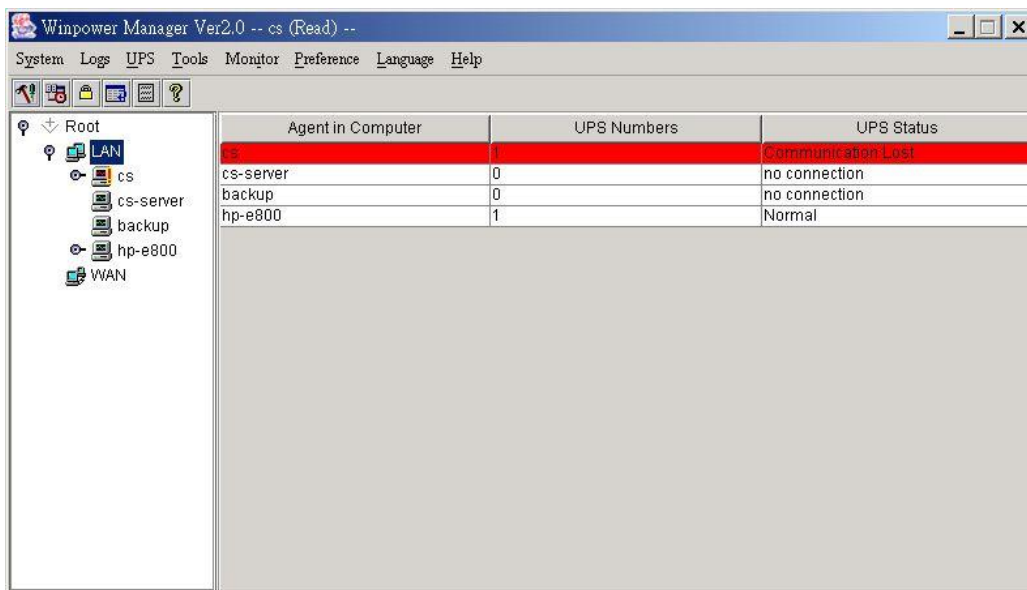 Winpower Manager Ver2.0 -- cs (Read) --
System Logs UPS Tools Monitor Preference Language Help
Root
LAN
cs
cs-server
backup
hp-e800
WAN
Agent in Computer UPS Numbers UPS Status
cs 1 Communication Lost
cs-server 0 no connection
backup 0 no connection
hp-e800 1 Normal